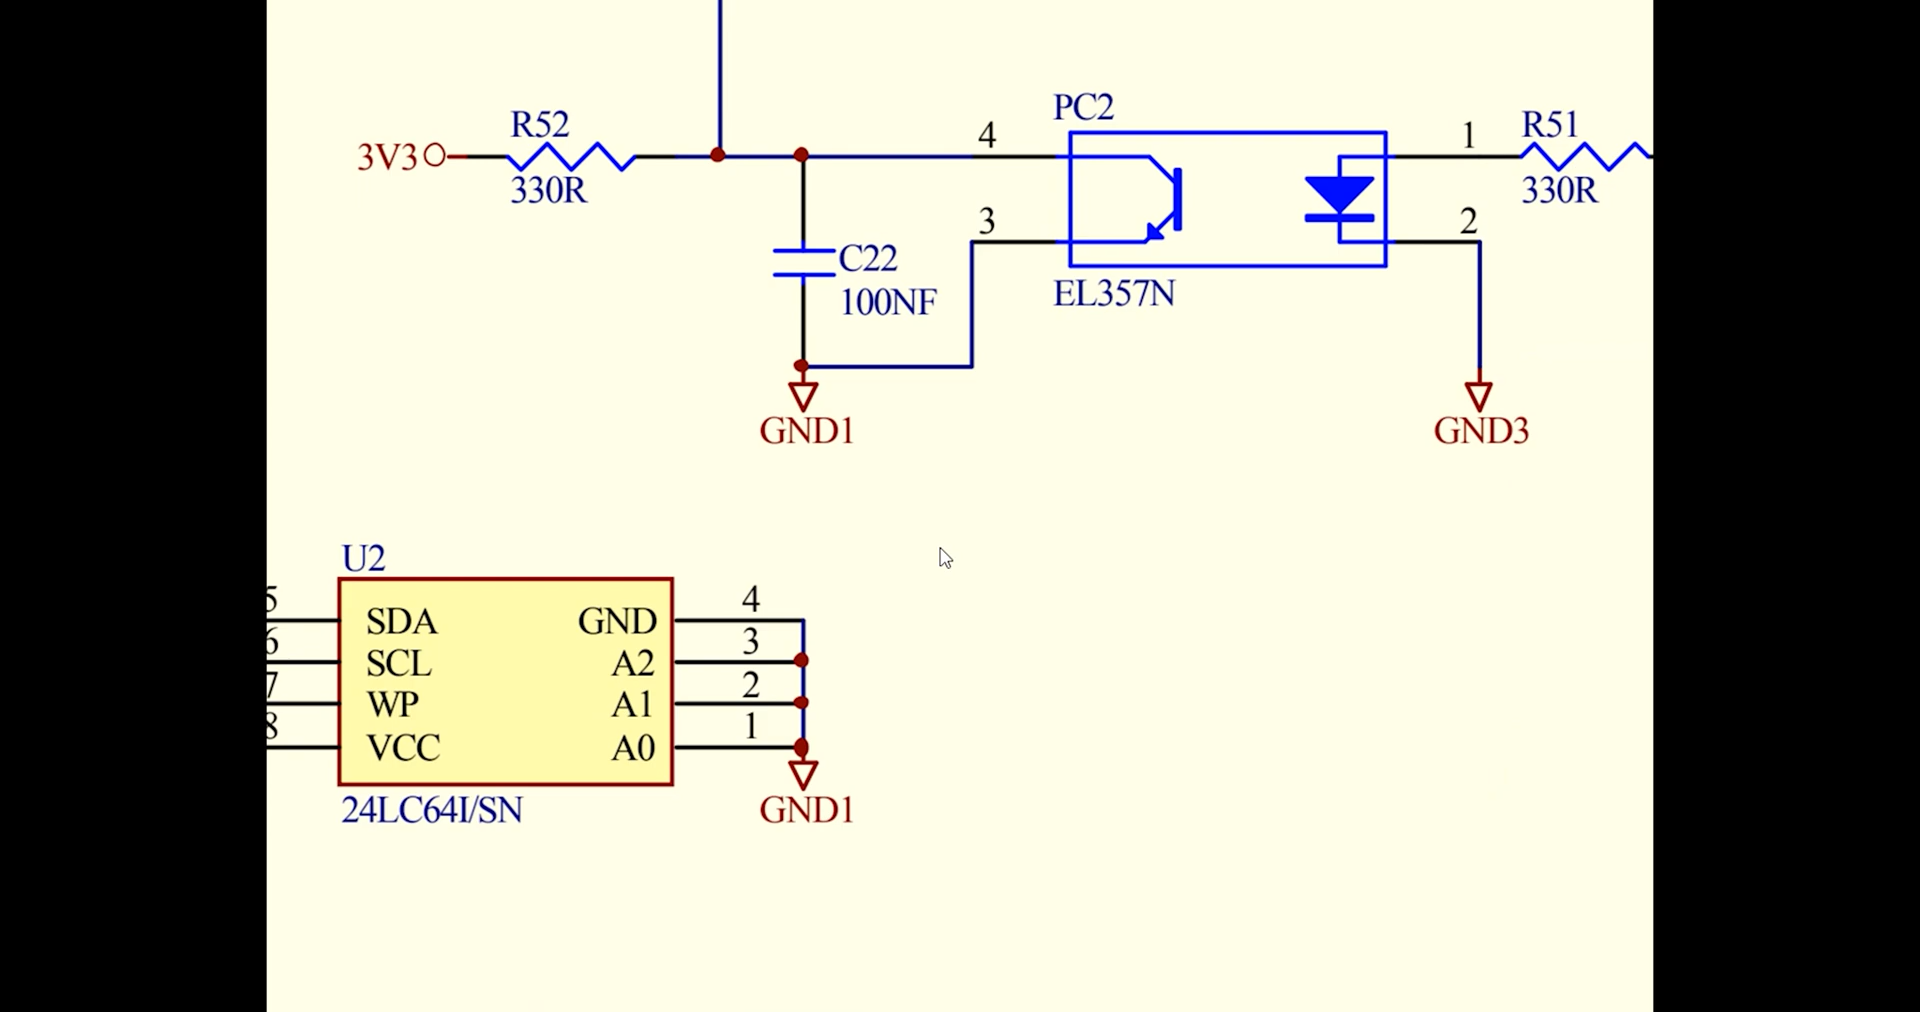 PC2
R52
4
1
R51
3V3
330R
330R
3
2
C22
100NF
EL357N
GND1
GND3
U2
5
SDA
GND
4
6
SCL
A2
3
7
WP
A1
2
8
VCC
A0
1
24LC64I/SN
GND1